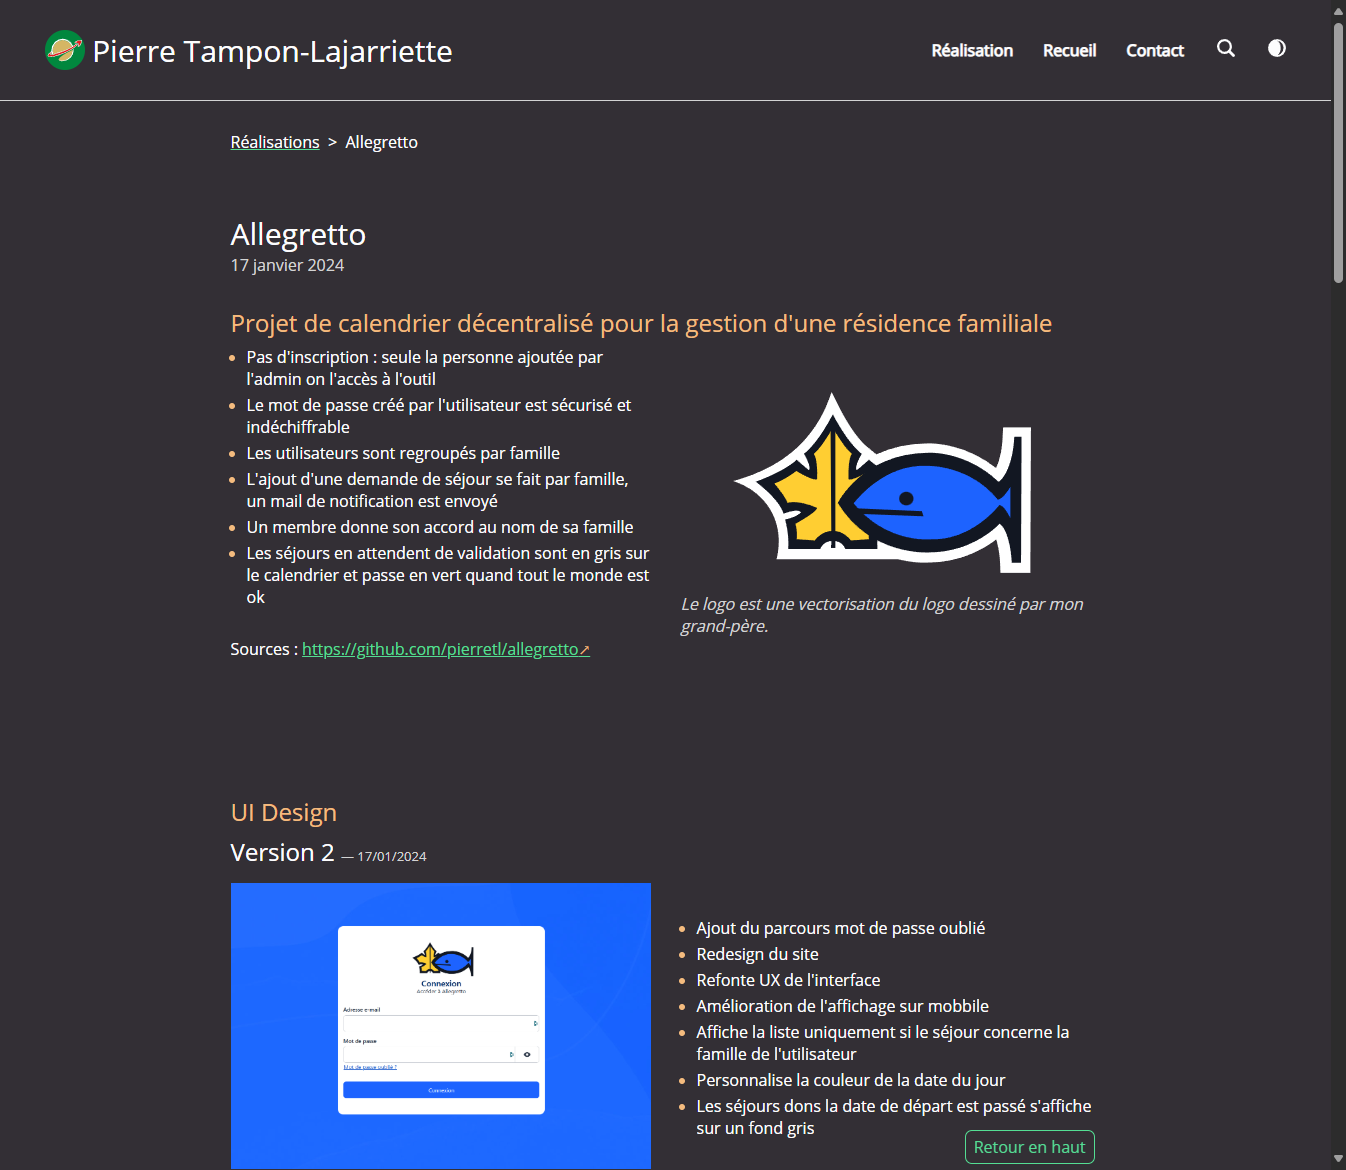 Pierre Tampon-Lajarriette
Réalisation
Recueil
Contact
Réalisations > Allegretto
Allegretto
17 janvier 2024
Projet de calendrier décentralisé pour la gestion d'une résidence familiale
Pas d'inscription : seule la personne ajoutée par
l'admin on l'accès à l'outil
Le mot de passe créé par l'utilisateur est sécurisé et
indéchiffrable
Les utilisateurs sont regroupés par famille
L'ajout d'une demande de séjour se fait par famille,
un mail de notification est envoyé
Un membre donne son accord au nom de sa famille
Les séjours en attendent de validation sont en gris sur
le calendrier et passe en vert quand tout le monde est
ok
Le logo est une vectorisation du logo dessiné par mon
grand-père.
Sources : https://github.com/pierretl/allegretto↗
UI Design
Version 2 — 17/01/2024
Connexion
Accéder à Allegretto
Adresse e-mail
Mot de passe
Mot de passe oublié ?
Connexion
Ajout du parcours mot de passe oublié
Redesign du site
Refonte UX de l'interface
Amélioration de l'affichage sur mobbile
Affiche la liste uniquement si le séjour concerne la
famille de l'utilisateur
Personnalise la couleur de la date du jour
Les séjours dons la date de départ est passé s'affiche
sur un fond gris
Retour en haut